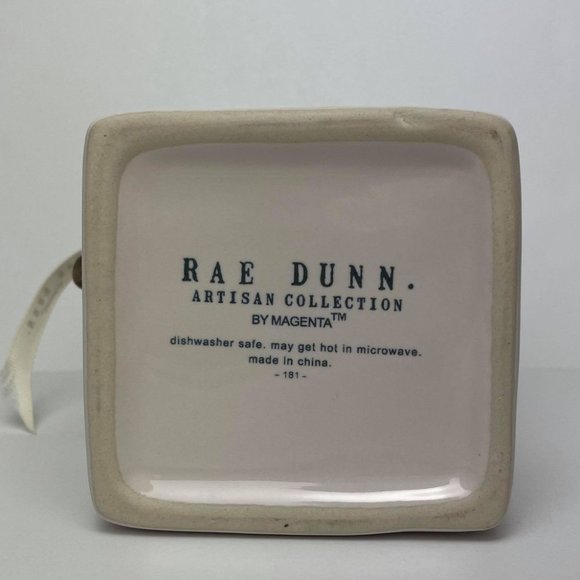 RAE DUNN.
ARTISAN COLLECTION
BY MAGENTA™
dishwasher safe. may get hot in microwave.
made in china.
- 181 -